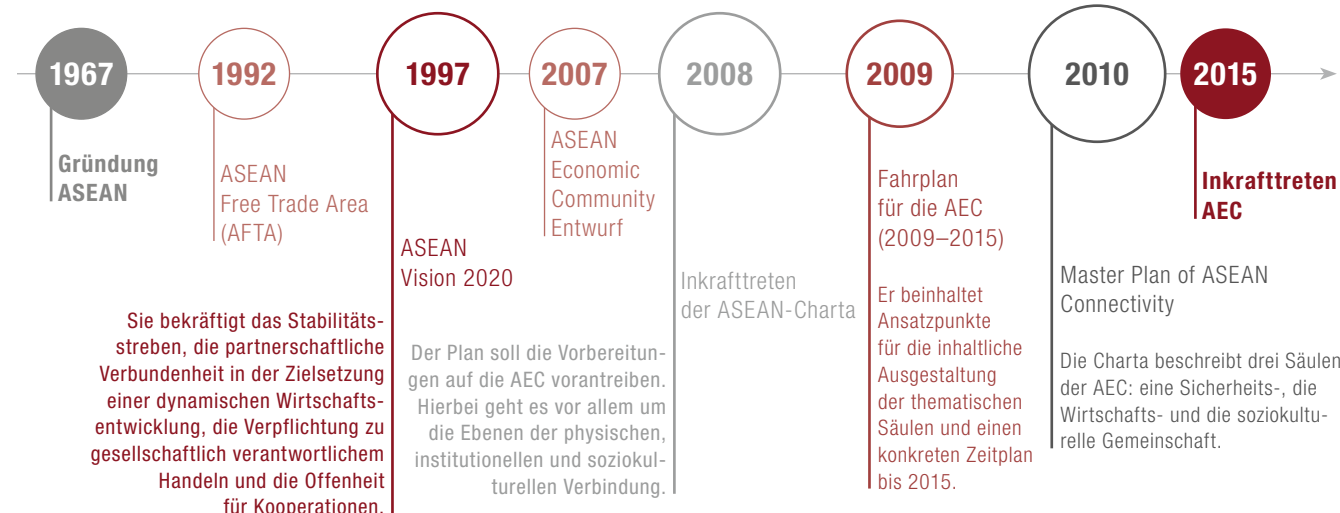 1967
Gründung
ASEAN
1992
ASEAN
Free Trade Area
(AFTA)
1997
ASEAN
Vision 2020
Sie bekräftigt das Stabilitäts-
streben, die partnerschaftliche
Verbundenheit in der Zielsetzung
einer dynamischen Wirtschafts-
entwicklung, die Verpflichtung zu
gesellschaftlich verantwortlichem
Handeln und die Offenheit
für Kooperationen.
2007
ASEAN
Economic
Community
Entwurf
2008
Inkrafttreten
der ASEAN-Charta
Der Plan soll die Vorbereitun-
gen auf die AEC vorantreiben.
Hierbei geht es vor allem um
die Ebenen der physischen,
institutionellen und soziokul-
turellen Verbindung.
2009
Fahrplan
für die AEC
(2009–2015)
Er beinhaltet
Ansatzpunkte
für die inhaltliche
Ausgestaltung
der thematischen
Säulen und einen
konkreten Zeitplan
bis 2015.
2010
Master Plan of ASEAN
Connectivity
Die Charta beschreibt drei Säulen
der AEC: eine Sicherheits-, die
Wirtschafts- und die soziokultu-
relle Gemeinschaft.
2015
Inkrafttreten
AEC